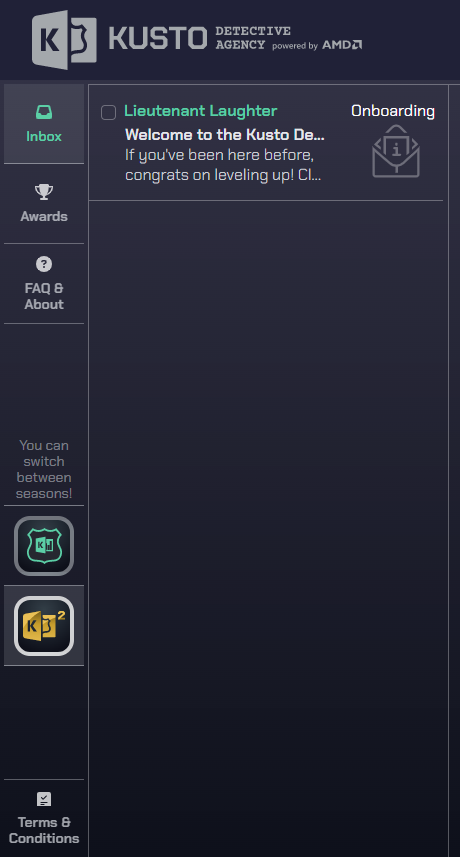 KUSTO DETECTIVE
AGENCY powered by AMD
Inbox
Awards
FAQ &
About
You can
switch
between
seasons!
K
K 2
Terms &
Conditions
Lieutenant Laughter
Onboarding
Welcome to the Kusto De...
If you've been here before,
congrats on leveling up! Cl...